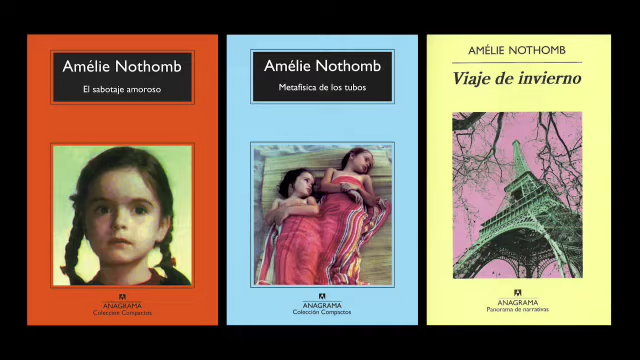 Amélie Nothomb
El sabotaje amoroso
ANAGRAMA
Colección Compactos
Amélie Nothomb
Metafísica de los tubos
ANAGRAMA
Colección Compactos
AMÉLIE NOTHOMB
Viaje de invierno
ANAGRAMA
Panorama de narrativas